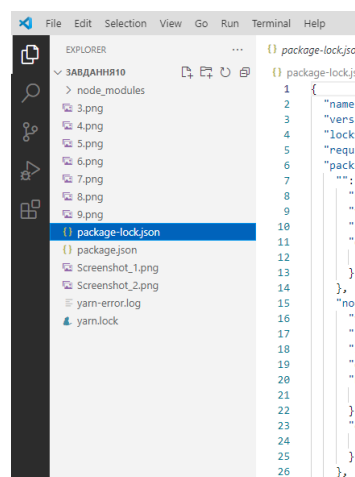 File Edit Selection View Go Run Terminal Help
EXPLORER ···
ЗАВДАННЯ10
> node_modules
3.png
4.png
5.png
6.png
7.png
8.png
9.png
{} package-lock.json
{} package.json
Screenshot_1.png
Screenshot_2.png
yarn-error.log
yarn.lock
{} package-lock.jso
{} package-lock.js
1 {
2 "name
3 "vers
4 "lock
5 "requ
6 "pack
7 "":
8 "
9 "
10 "
11 "
12
13 }
14 },
15 "no
16 "
17 "
18 "
19 "
20 "
21
22 }
23 "
24
25 }
26 },